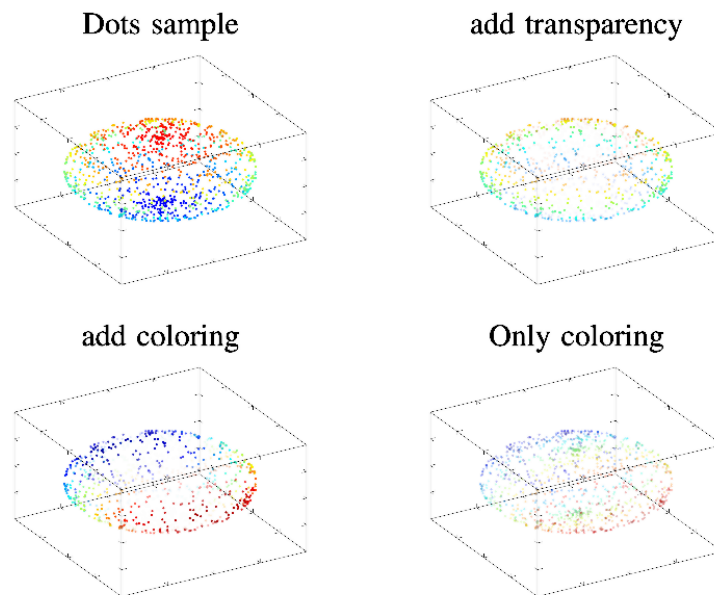 Dots sample
add transparency
add coloring
Only coloring